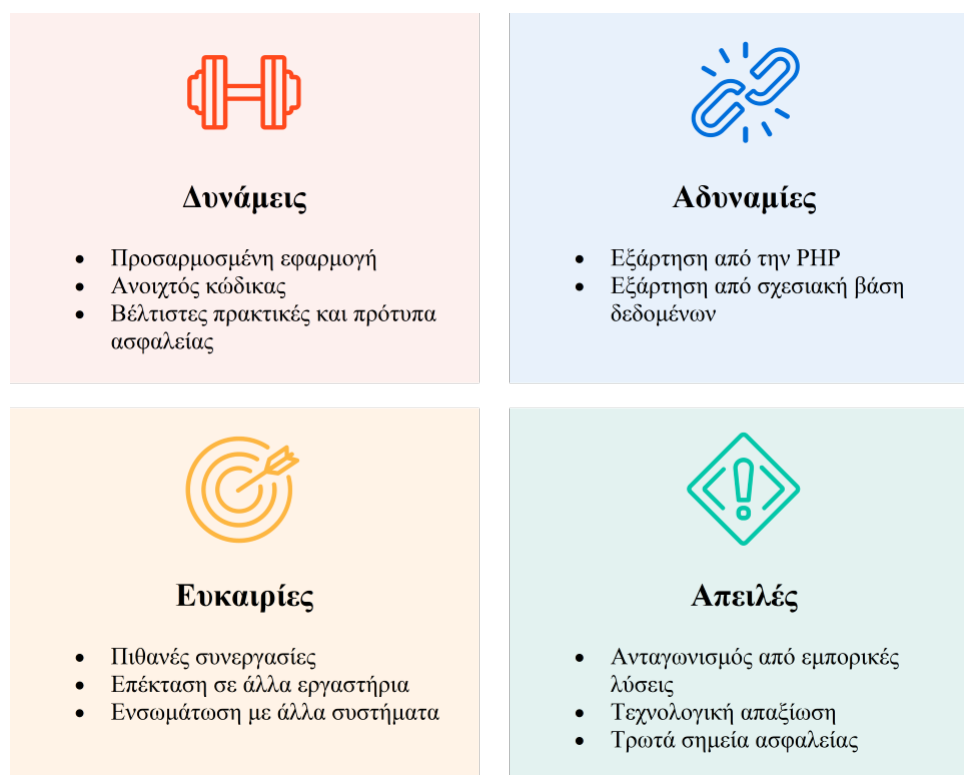 Δυνάμεις
• Προσαρμοσμένη εφαρμογή
• Ανοιχτός κώδικας
• Βέλτιστες πρακτικές και πρότυπα
ασφαλείας
Αδυναμίες
• Εξάρτηση από την PHP
• Εξάρτηση από σχεσιακή βάση
δεδομένων
Ευκαιρίες
• Πιθανές συνεργασίες
• Επέκταση σε άλλα εργαστήρια
• Ενσωμάτωση με άλλα συστήματα
Απειλές
• Ανταγωνισμός από εμπορικές
λύσεις
• Τεχνολογική απαξίωση
• Τρωτά σημεία ασφαλείας